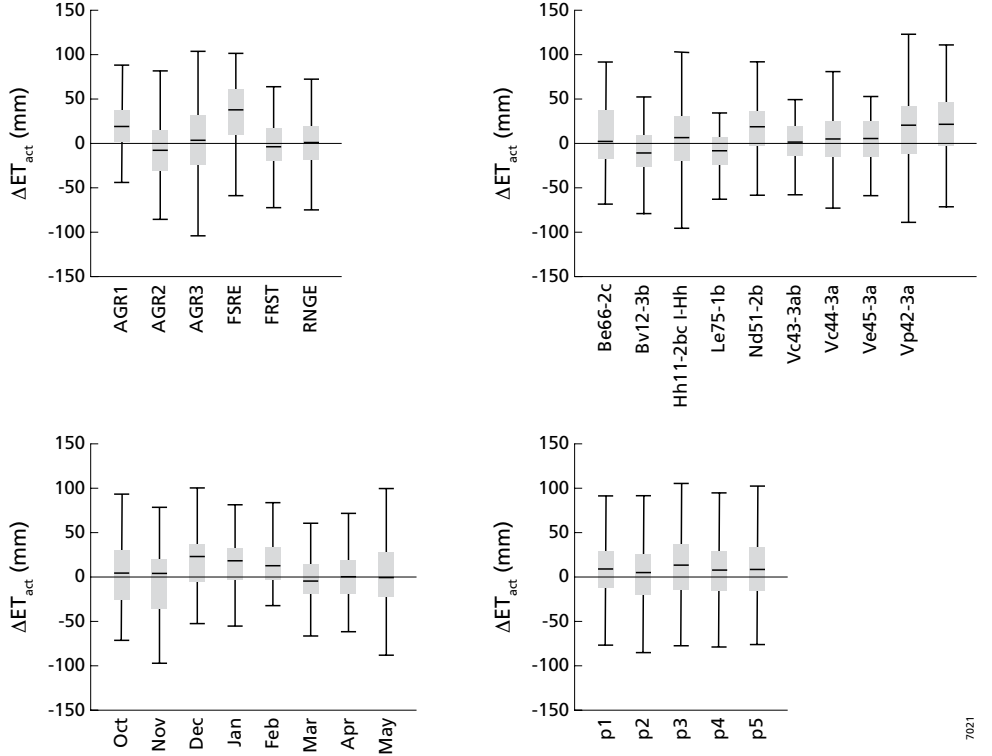 150
100
50
0
-50
-100
-150
ΔETact (mm)
AGR1
AGR2
AGR3
FSRE
FRST
RNGE
150
100
50
0
-50
-100
-150
ΔETact (mm)
Be66-2c
Bv12-3b
Hh11-2bc I-Hh
Le75-1b
Nd51-2b
Vc43-3ab
Vc44-3a
Ve45-3a
Vp42-3a
150
100
50
0
-50
-100
-150
ΔETact (mm)
Oct
Nov
Dec
Jan
Feb
Mar
Apr
May
150
100
50
0
-50
-100
-150
ΔETact (mm)
p1
p2
p3
p4
p5
7021